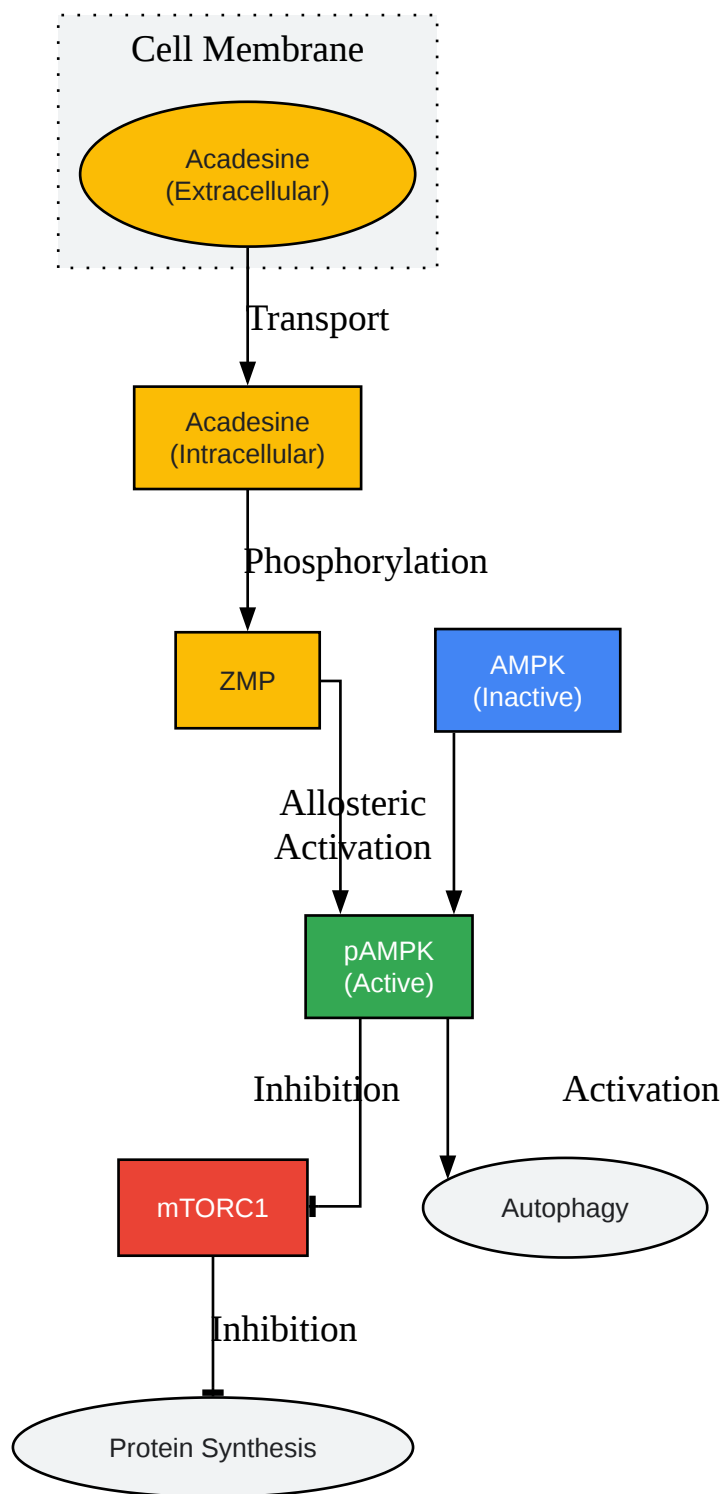 Cell Membrane
Acadesine
(Extracellular)
Transport
Acadesine
(Intracellular)
Phosphorylation
ZMP
AMPK
(Inactive)
Allosteric
Activation
pAMPK
(Active)
Inhibition
Activation
mTORC1
Autophagy
Inhibition
Protein Synthesis